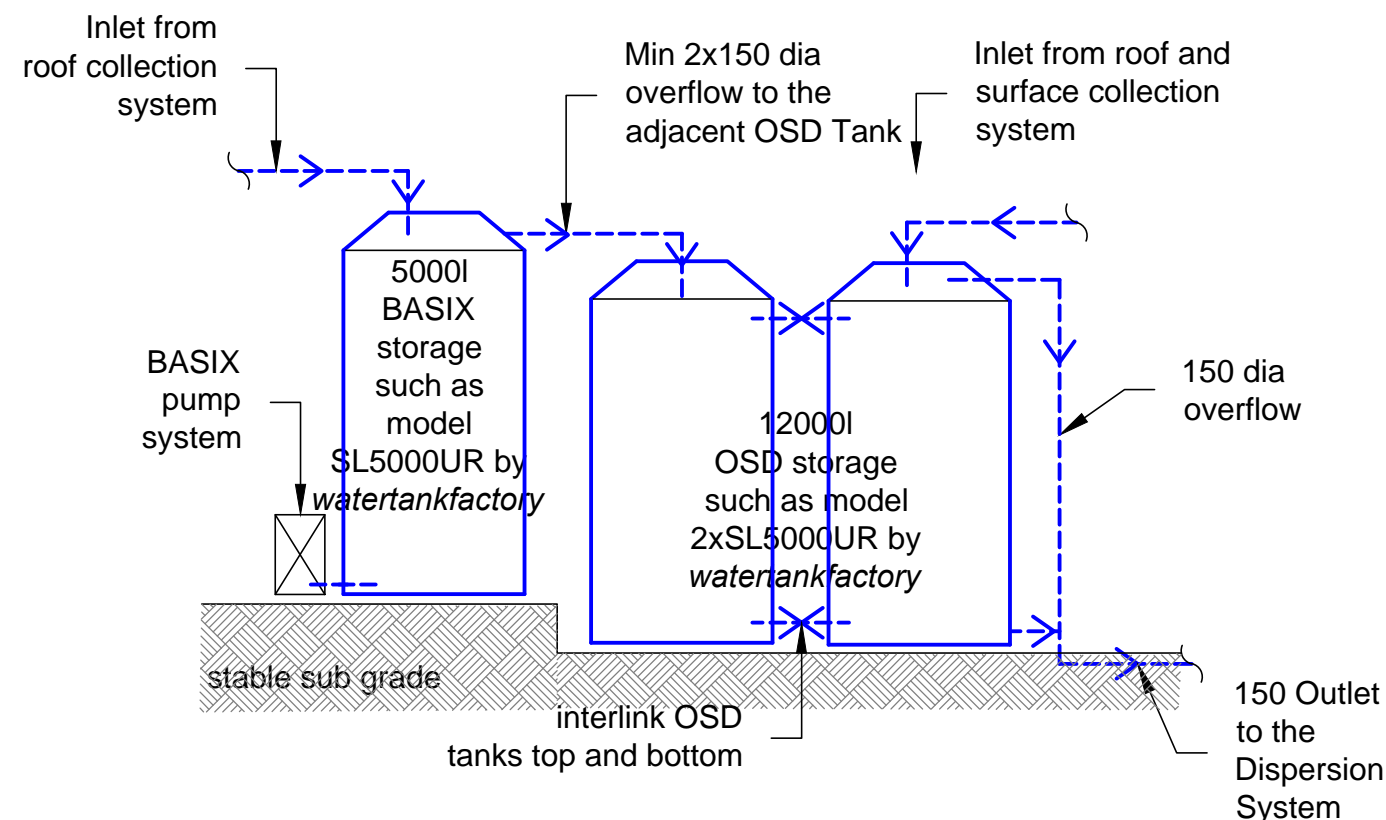 Inlet from
roof collection
system
Min 2x150 dia
overflow to the
adjacent OSD Tank
Inlet from roof and
surface collection
system
5000l
BASIX
storage
such as
model
SL5000UR by
watertankfactory
BASIX
pump
system
12000l
OSD storage
such as model
2xSL5000UR by
watertankfactory
150 dia
overflow
stable sub grade
interlink OSD
tanks top and bottom
150 Outlet
to the
Dispersion
System